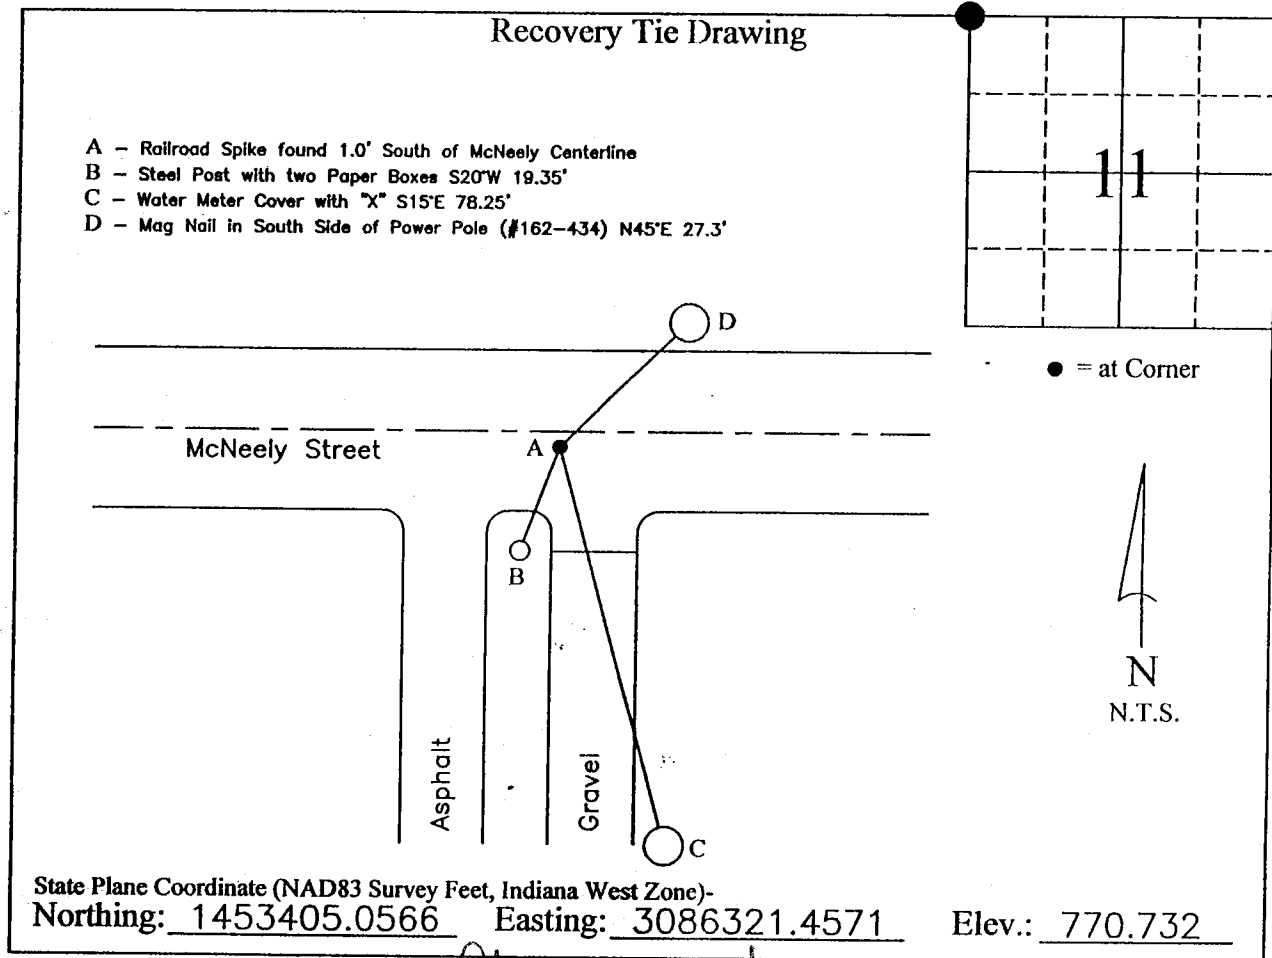 Recovery Tie Drawing
A – Railroad Spike found 1.0' South of McNeely Centerline
B – Steel Post with two Paper Boxes S20°W 19.35'
C – Water Meter Cover with "X" S15°E 78.25'
D – Mag Nail in South Side of Power Pole (#162–434) N45°E 27.3'
11
● = at Corner
D
McNeely Street
A
B
N
N.T.S.
Asphalt
Gravel
C
State Plane Coordinate (NAD83 Survey Feet, Indiana West Zone)-
Northing: 1453405.0566 Easting: 3086321.4571 Elev.: 770.732